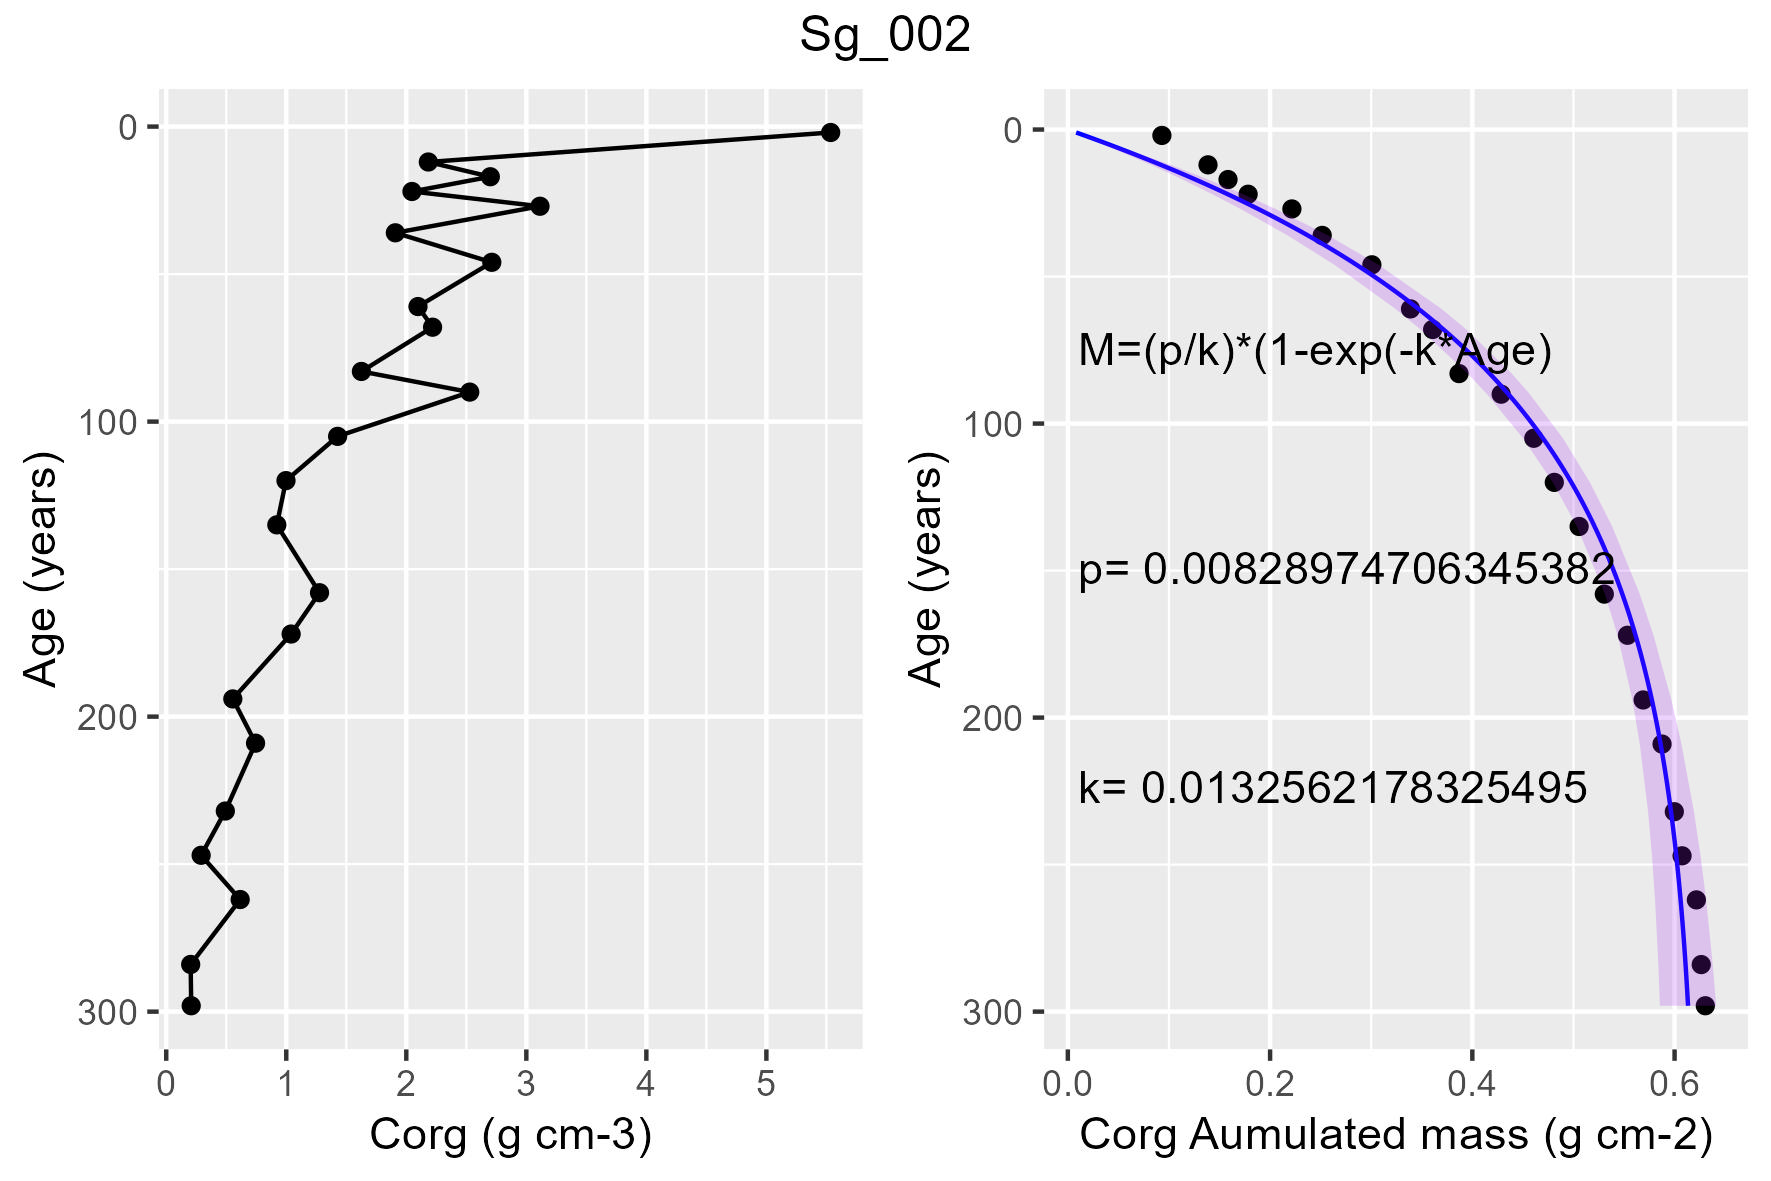 Sg_002
Age (years)
0
100
200
300
0 1 2 3 4 5
Corg (g cm-3)
Age (years)
0
100
200
300
M=(p/k)*(1-exp(-k*Age)
p= 0.00828974706345382
k= 0.0132562178325495
0.0 0.2 0.4 0.6
Corg Aumulated mass (g cm-2)